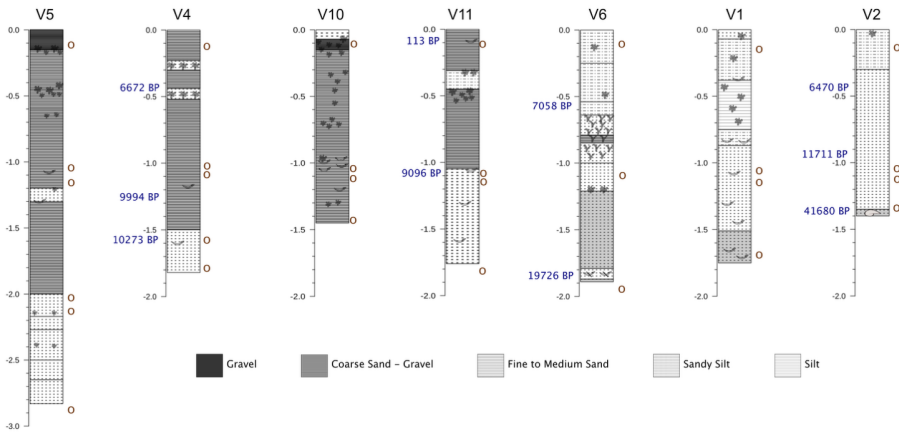 V5
V4
V10
V11
V6
V1
V2
0.0
-0.5
-1.0
-1.5
-2.0
-2.5
-3.0
O
O
O
O
O
O
0.0
-0.5
-1.0
-1.5
-2.0
6672 BP
9994 BP
10273 BP
O
O
O
O
0.0
-0.5
-1.0
-1.5
-2.0
O
O
O
O
0.0
-0.5
-1.0
-1.5
-2.0
113 BP
9096 BP
O
O
O
O
0.0
-0.5
-1.0
-1.5
-2.0
7058 BP
19726 BP
O
O
O
0.0
-0.5
-1.0
-1.5
-2.0
O
O
O
O
0.0
-0.5
-1.0
-1.5
-2.0
6470 BP
11711 BP
41680 BP
O
O
O
O
Gravel
Coarse Sand – Gravel
Fine to Medium Sand
Sandy Silt
Silt